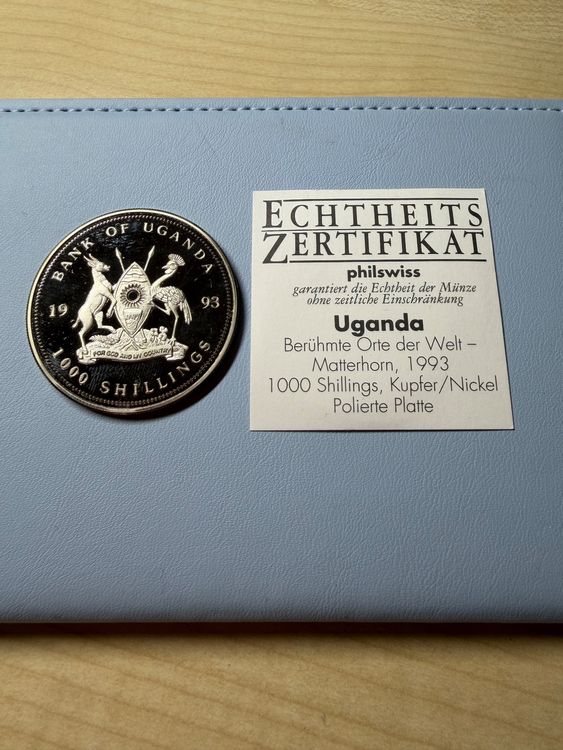 BANK OF UGANDA
19 93
FOR GOD AND MY COUNTRY
1000 SHILLINGS
ECHTHEITS
ZERTIFIKAT
philswiss
garantiert die Echtheit der Münze
ohne zeitliche Einschränkung
Uganda
Berühmte Orte der Welt –
Matterhorn, 1993
1000 Shillings, Kupfer/Nickel
Polierte Platte